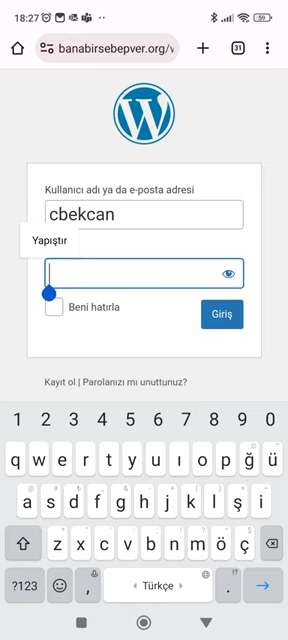 18:27
59
banabirsebepver.org/v
31
Kullanıcı adı ya da e-posta adresi
cbekcan
Yapıştır
Beni hatırla
Giriş
Kayıt ol | Parolanızı mı unuttunuz?
1 2 3 4 5 6 7 8 9 0
q w e r t y u ı o p ğ ü
a s d f g h j k l ş i
z x c v b n m ö ç
?123 , Türkçe .